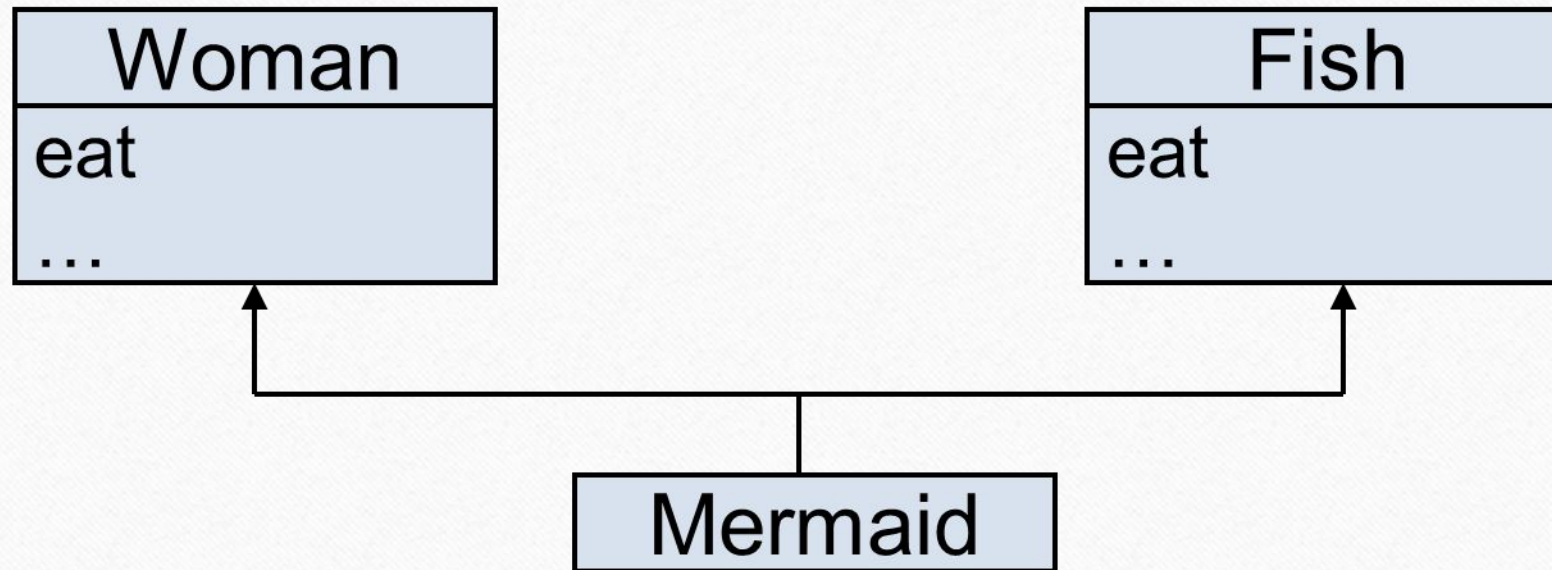 Woman
eat
…
Fish
eat
…
Mermaid